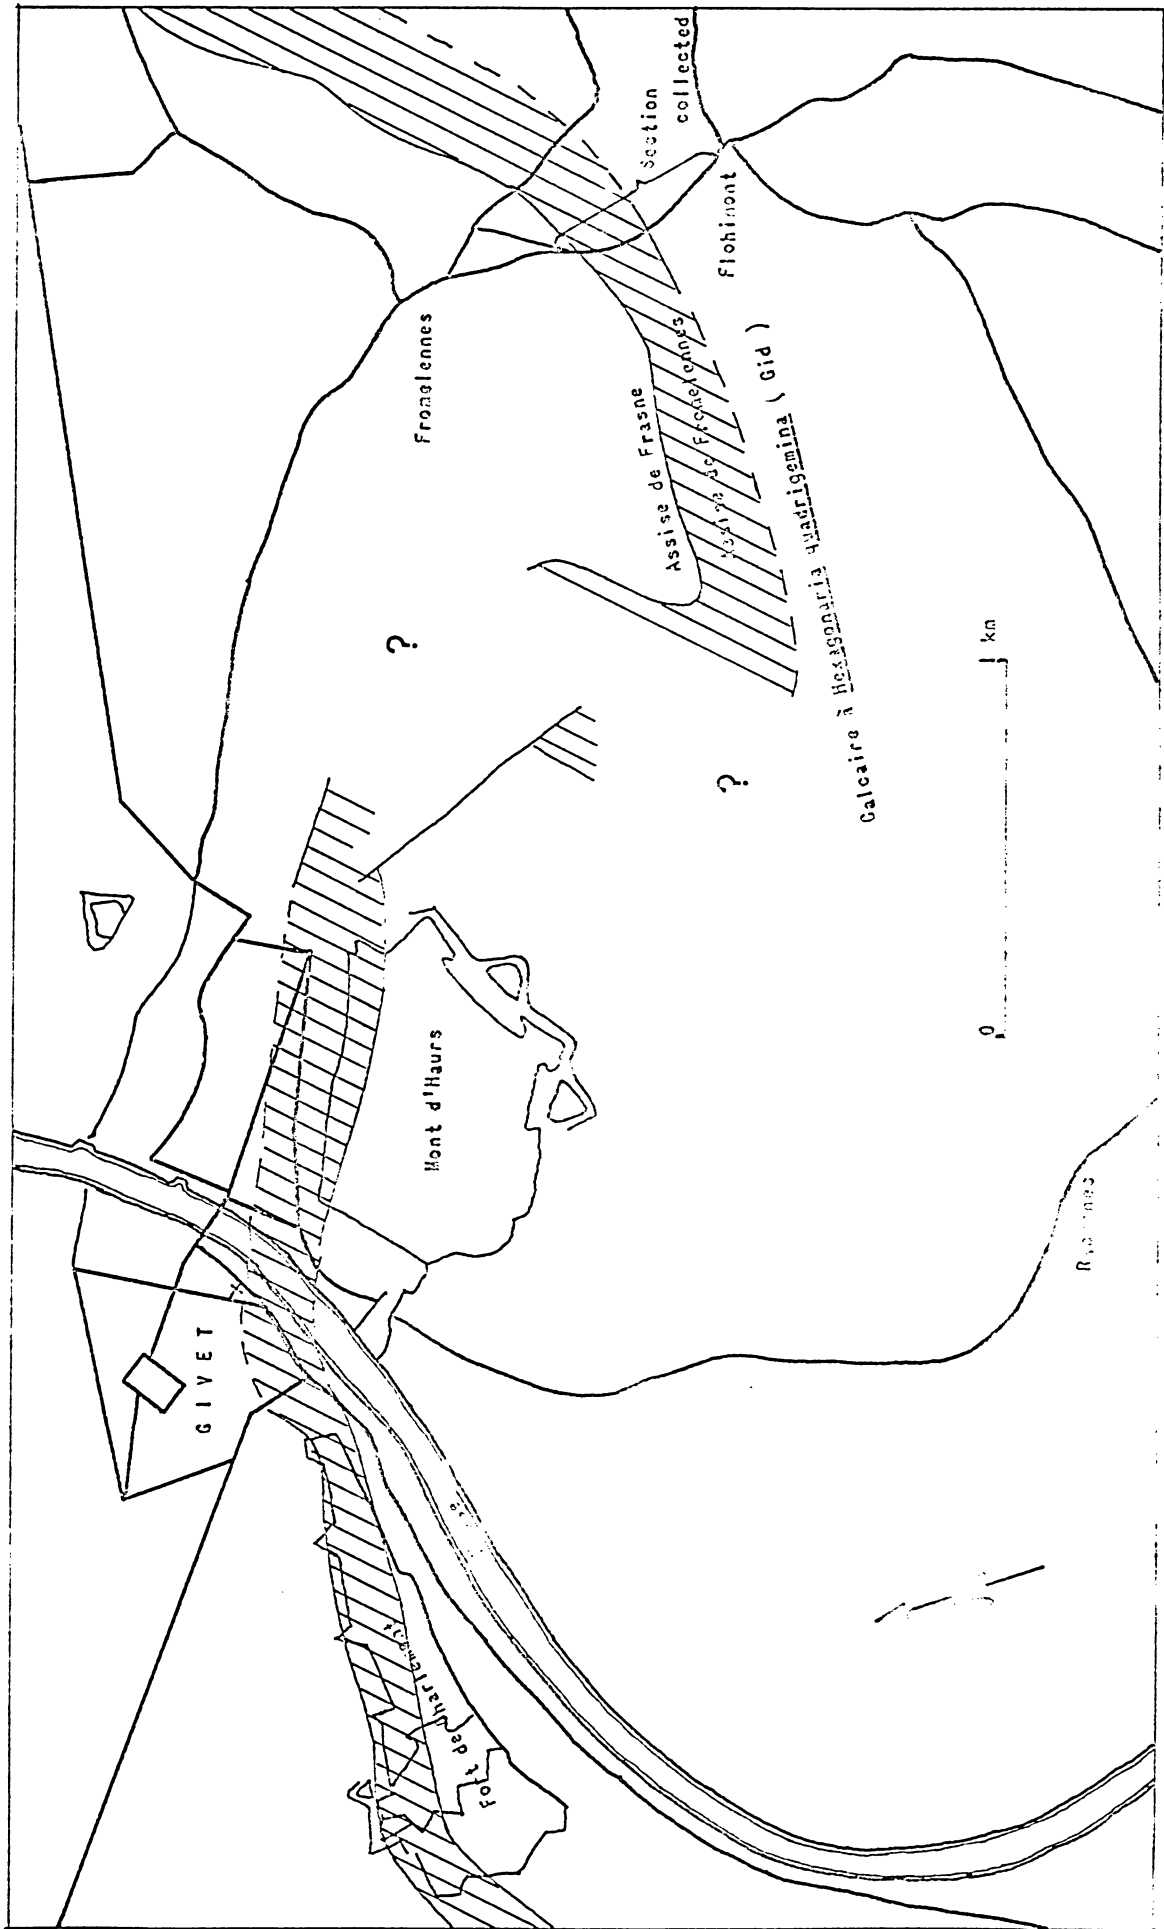 GIVET
Fort de Charlemont
Mont d'Haurs
Fromelennes
Section
collected
Flohimont
Assise de Frasne
Assise de Fromelennes
Calcaire à Hexagonaria quadrigemina ( Gid )
?
?
0
1 km